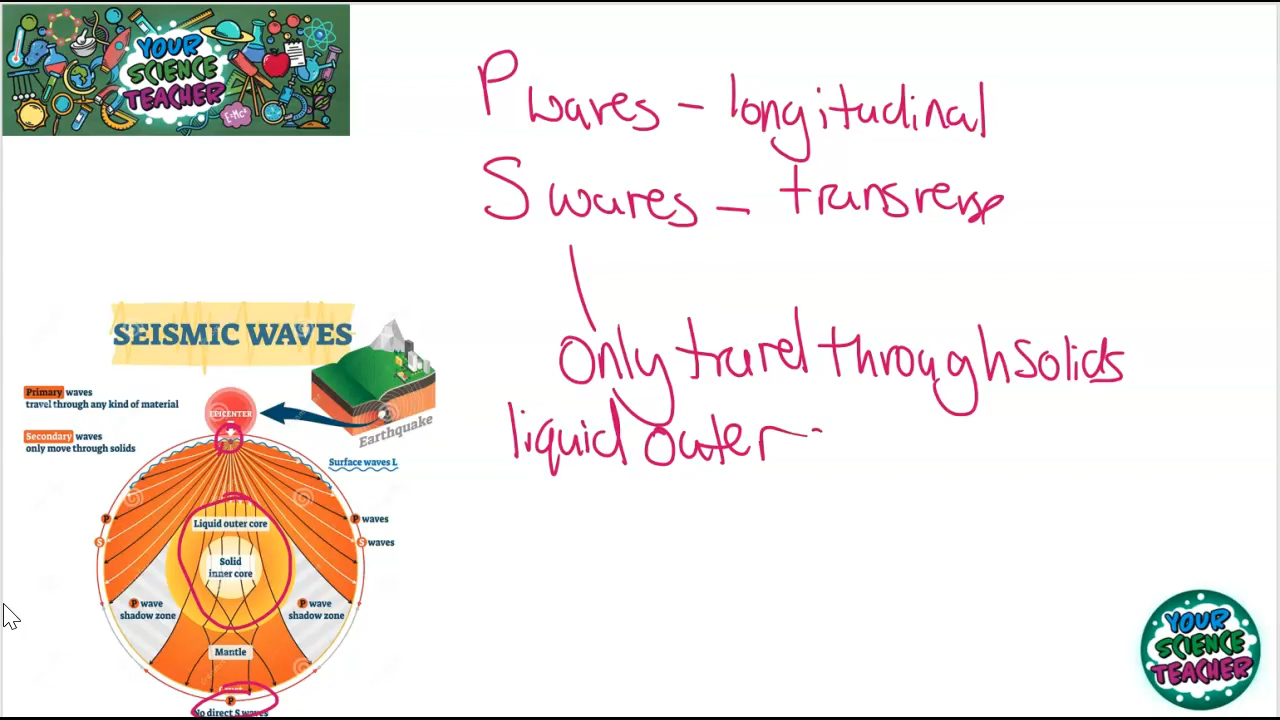 YOUR
SCIENCE
TEACHER
E=MC²
P waves - longitudinal
S waves - transverse
only travel through solids
liquid outer
SEISMIC WAVES
Primary waves
travel through any kind of material
Secondary waves
only move through solids
EPICENTER
Earthquake
Surface waves L
Liquid outer core
Solid
inner core
P
S
P waves
S waves
P wave
shadow zone
P wave
shadow zone
Mantle
P
No direct S waves
YOUR
SCIENCE
TEACHER